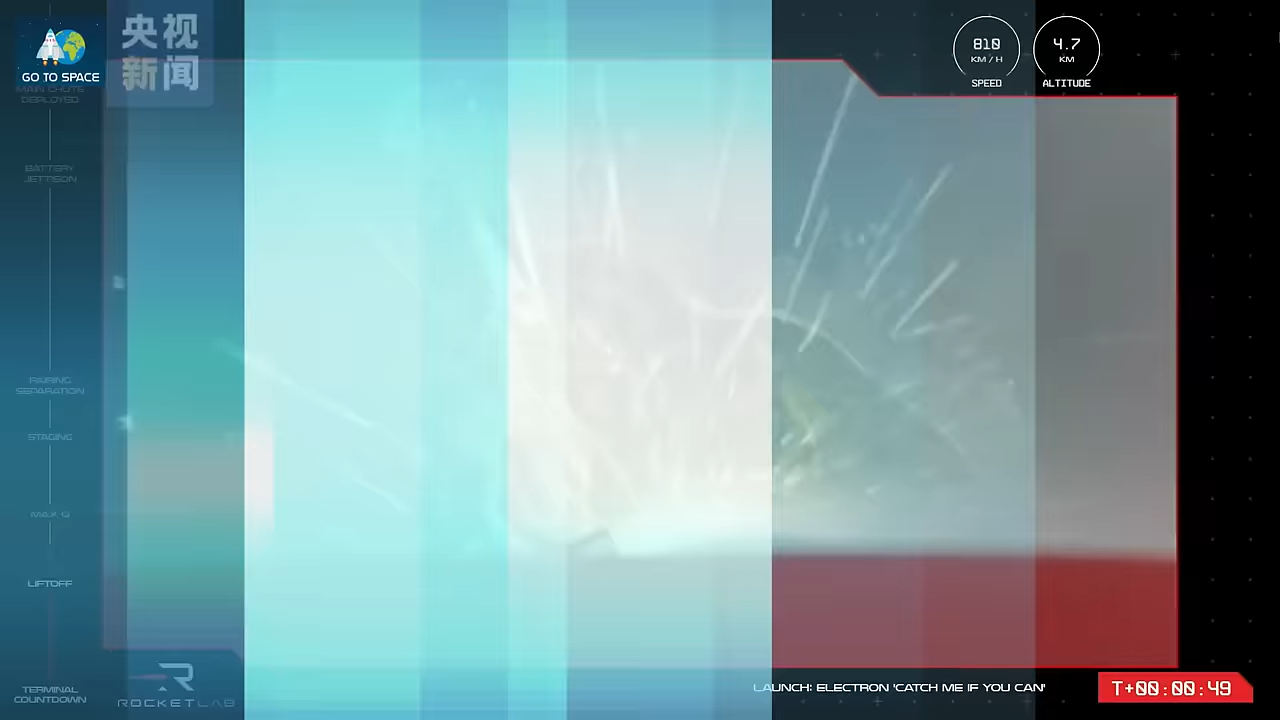 GO TO SPACE
央视
新闻
MAIN CHUTE
DEPLOYED
BATTERY
JETTISON
FAIRING
SEPARATION
STAGING
MAX Q
LIFTOFF
TERMINAL
COUNTDOWN
ROCKETLAB
810
KM / H
SPEED
4.7
KM
ALTITUDE
LAUNCH: ELECTRON 'CATCH ME IF YOU CAN'
T+00:00:49